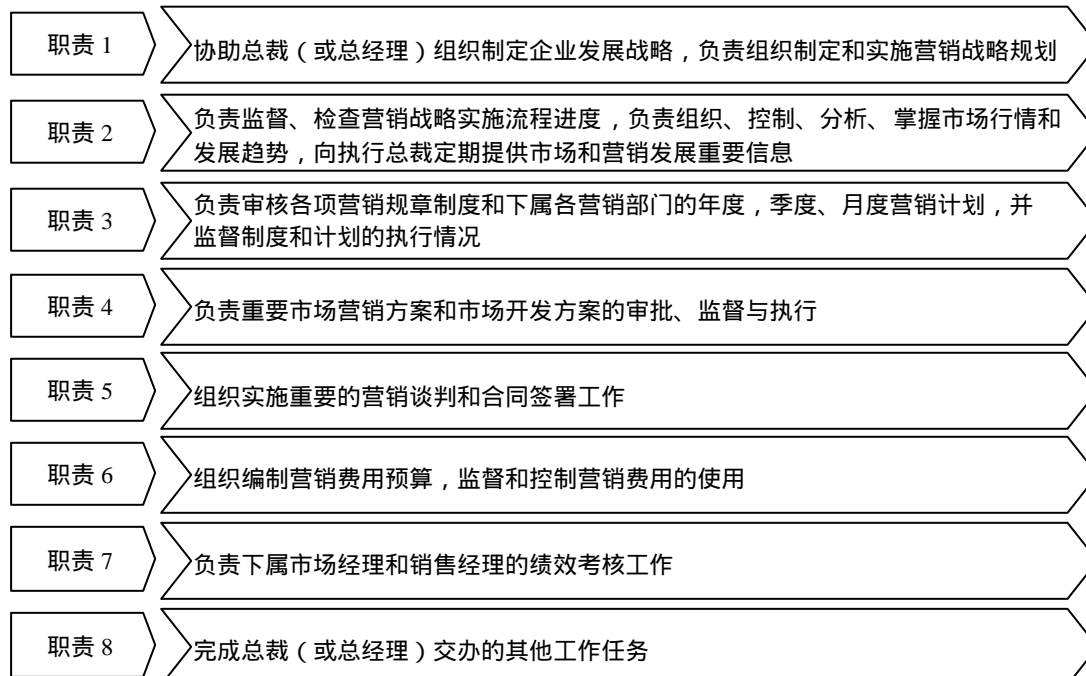 职责 1
协助总裁（或总经理）组织制定企业发展战略，负责组织制定和实施营销战略规划
职责 2
负责监督、检查营销战略实施流程进度，负责组织、控制、分析、掌握市场行情和
发展趋势，向执行总裁定期提供市场和营销发展重要信息
职责 3
负责审核各项营销规章制度和下属各营销部门的年度，季度、月度营销计划，并
监督制度和计划的执行情况
职责 4
负责重要市场营销方案和市场开发方案的审批、监督与执行
职责 5
组织实施重要的营销谈判和合同签署工作
职责 6
组织编制营销费用预算，监督和控制营销费用的使用
职责 7
负责下属市场经理和销售经理的绩效考核工作
职责 8
完成总裁（或总经理）交办的其他工作任务